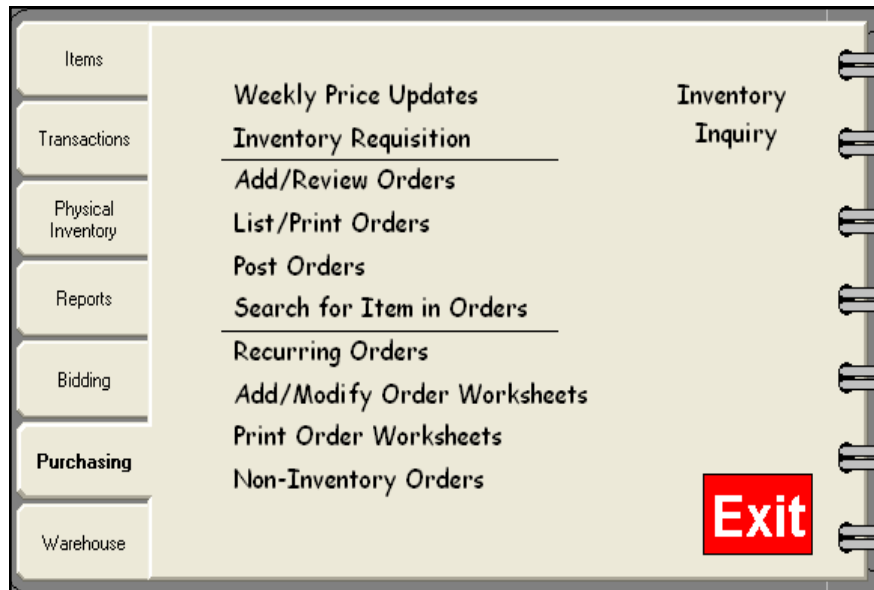 Items
Transactions
Physical
Inventory
Reports
Bidding
Purchasing
Warehouse
Weekly Price Updates
Inventory Requisition
Add/Review Orders
List/Print Orders
Post Orders
Search for Item in Orders
Recurring Orders
Add/Modify Order Worksheets
Print Order Worksheets
Non-Inventory Orders
Inventory
Inquiry
Exit